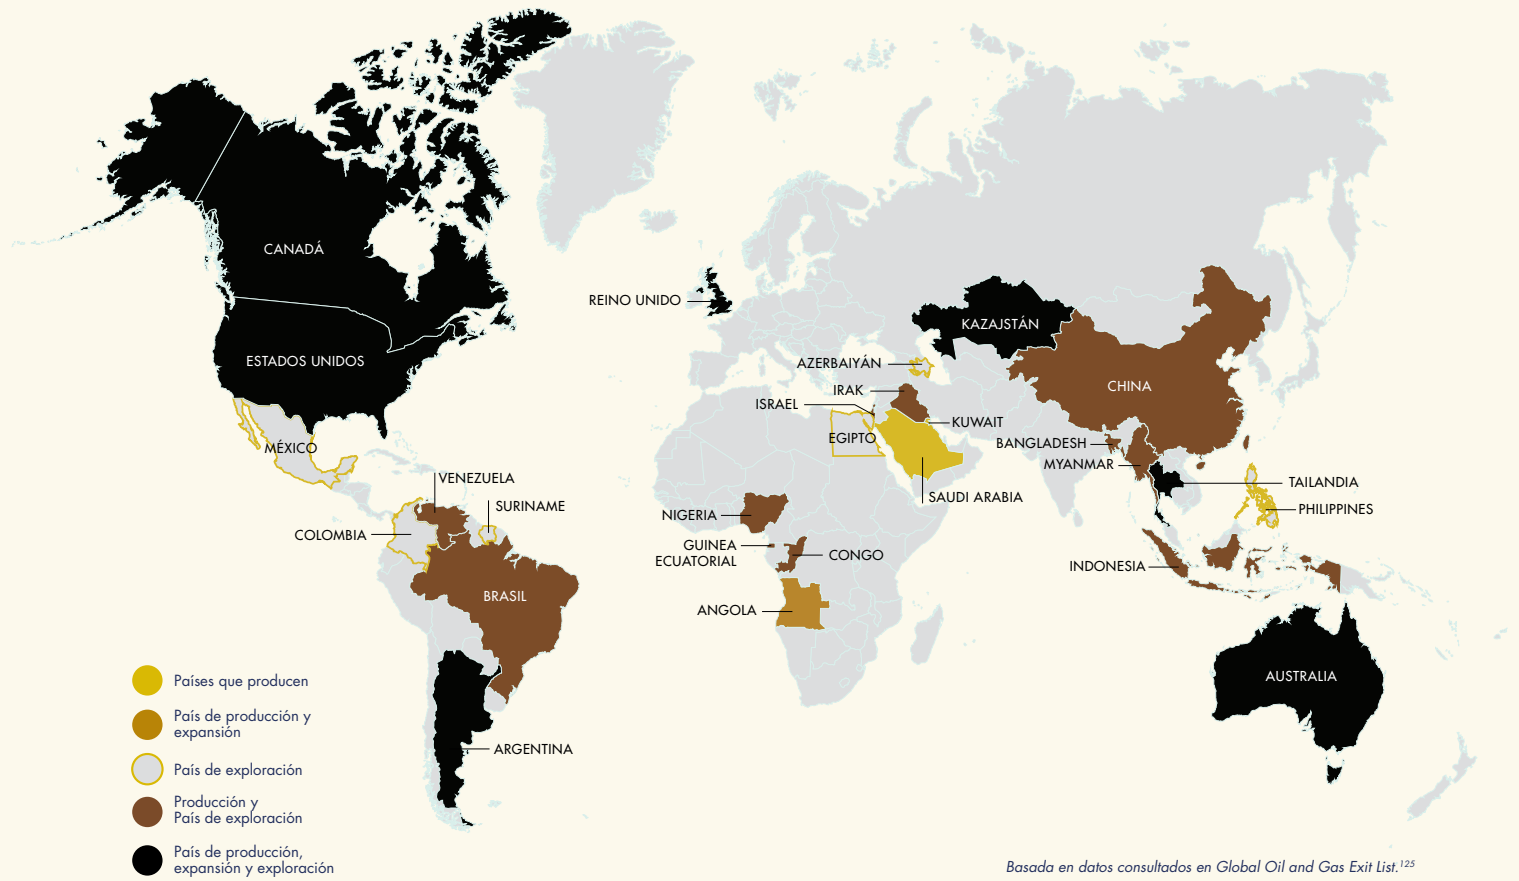 CANADÁ
REINO UNIDO
KAZAJSTÁN
ESTADOS UNIDOS
AZERBAIYÁN
CHINA
IRAK
ISRAEL
KUWAIT
EGIPTO
BANGLADESH
MÉXICO
MYANMAR
VENEZUELA
TAILANDIA
SAUDI ARABIA
SURINAME
PHILIPPINES
NIGERIA
COLOMBIA
GUINEA
ECUATORIAL
CONGO
INDONESIA
BRASIL
ANGOLA
AUSTRALIA
ARGENTINA
Países que producen
País de producción y
expansión
País de exploración
Producción y
País de exploración
País de producción,
expansión y exploración
Basada en datos consultados en Global Oil and Gas Exit List.¹²⁵